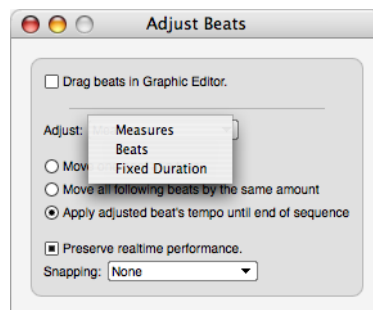 Adjust Beats
Drag beats in Graphic Editor.
Adjust:
Measures
Beats
Fixed Duration
Move
Move all following beats by the same amount
Apply adjusted beat's tempo until end of sequence
Preserve realtime performance.
Snapping: None